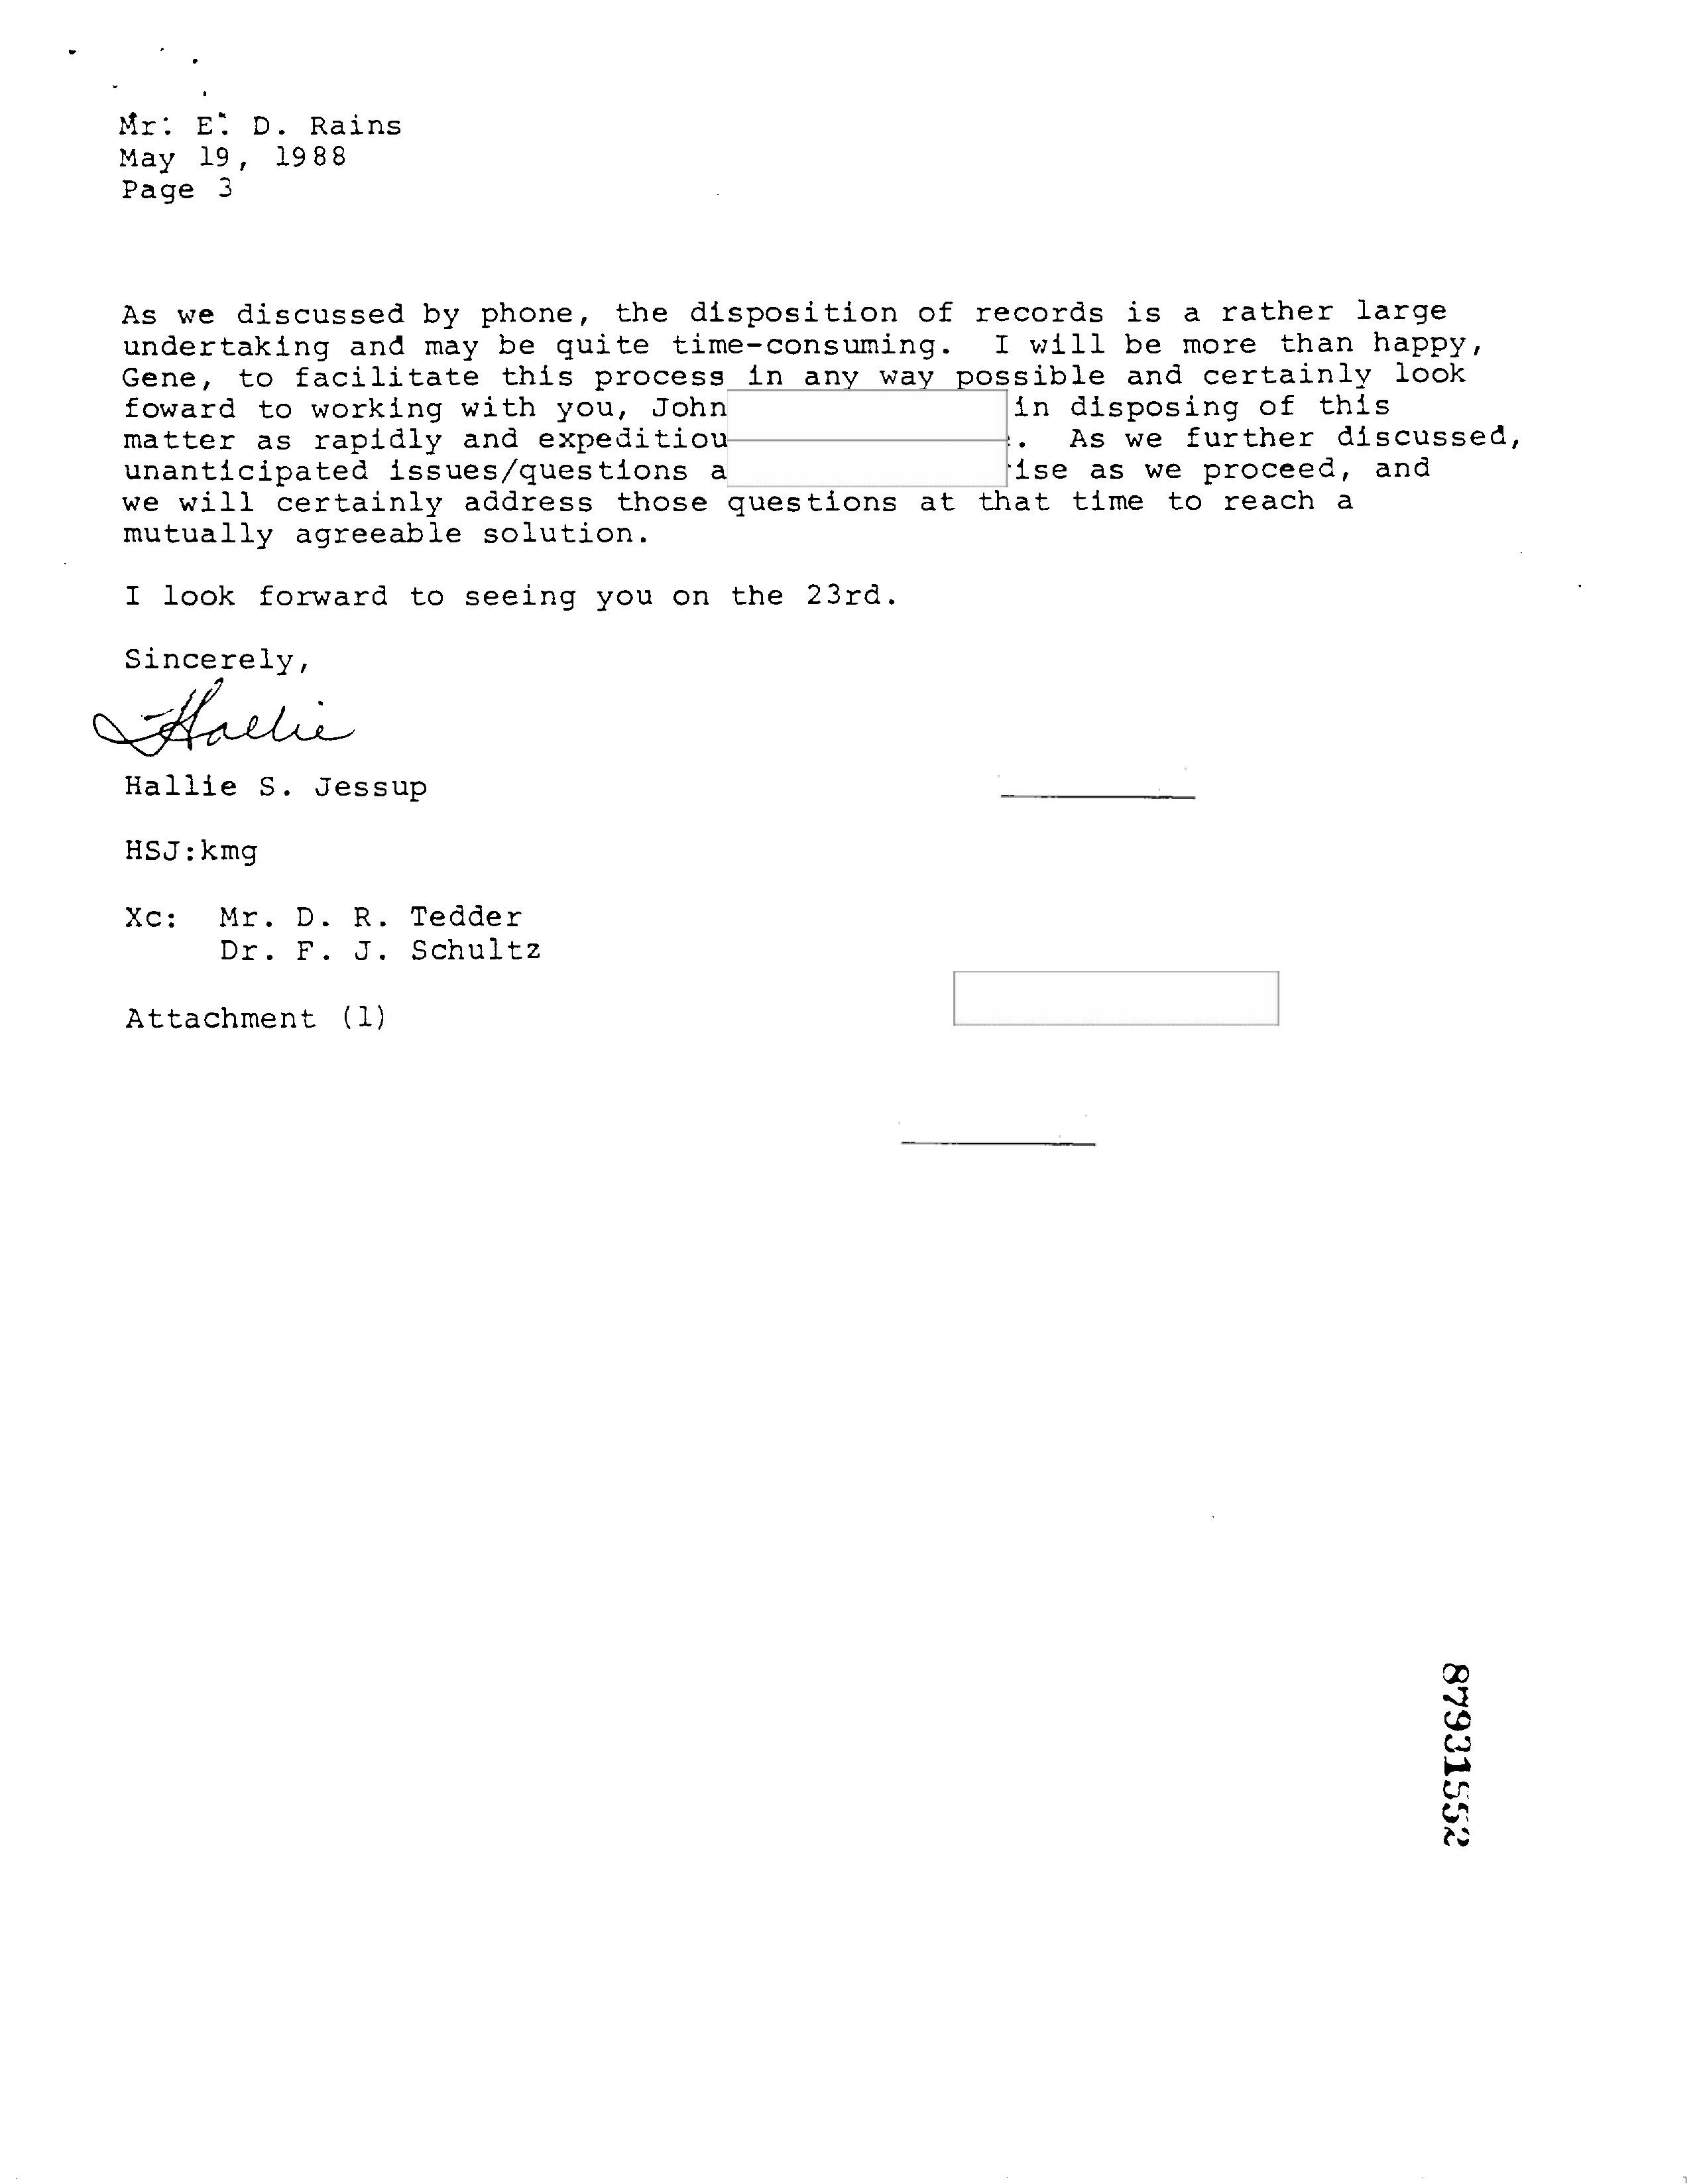 Mr. E. D. Rains
May 19, 1988
Page 3
As we discussed by phone, the disposition of records is a rather large
undertaking and may be quite time-consuming. I will be more than happy,
Gene, to facilitate this process in any way possible and certainly look
foward to working with you, John in disposing of this
matter as rapidly and . As we further discussed,
unanticipated issues/questions as we proceed, and
we will certainly address those questions at that time to reach a
mutually agreeable solution.
I look forward to seeing you on the 23rd.
Sincerely,
Hallie
Hallie S. Jessup
HSJ:kmg
Xc: Mr. D. R. Tedder
Dr. F. J. Schultz
Attachment (1)
87931552